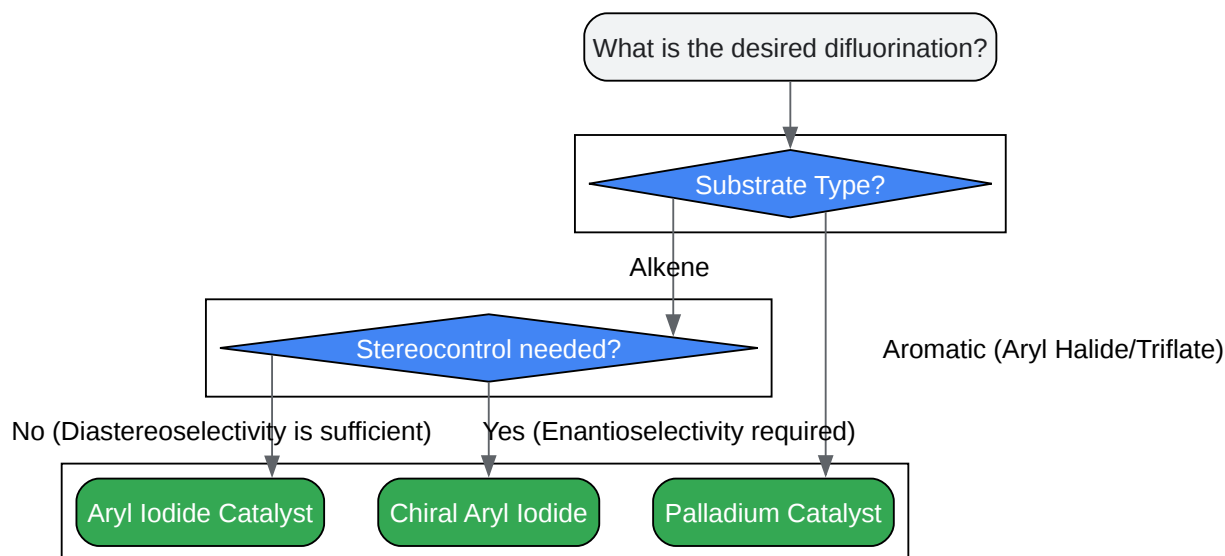 What is the desired difluorination?
Substrate Type?
Alkene
Stereocontrol needed?
Aromatic (Aryl Halide/Triflate)
No (Diastereoselectivity is sufficient)
Yes (Enantioselectivity required)
Aryl Iodide Catalyst
Chiral Aryl Iodide
Palladium Catalyst